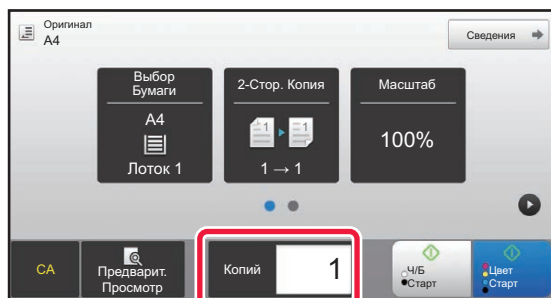 Оригинал
A4
Сведения
Выбор
Бумаги
A4
Лоток 1
2-Стор. Копия
1 1
1 → 1
Масштаб
100%
CA
Предварит.
Просмотр
Копий
1
Ч/Б
Старт
Цвет
Старт